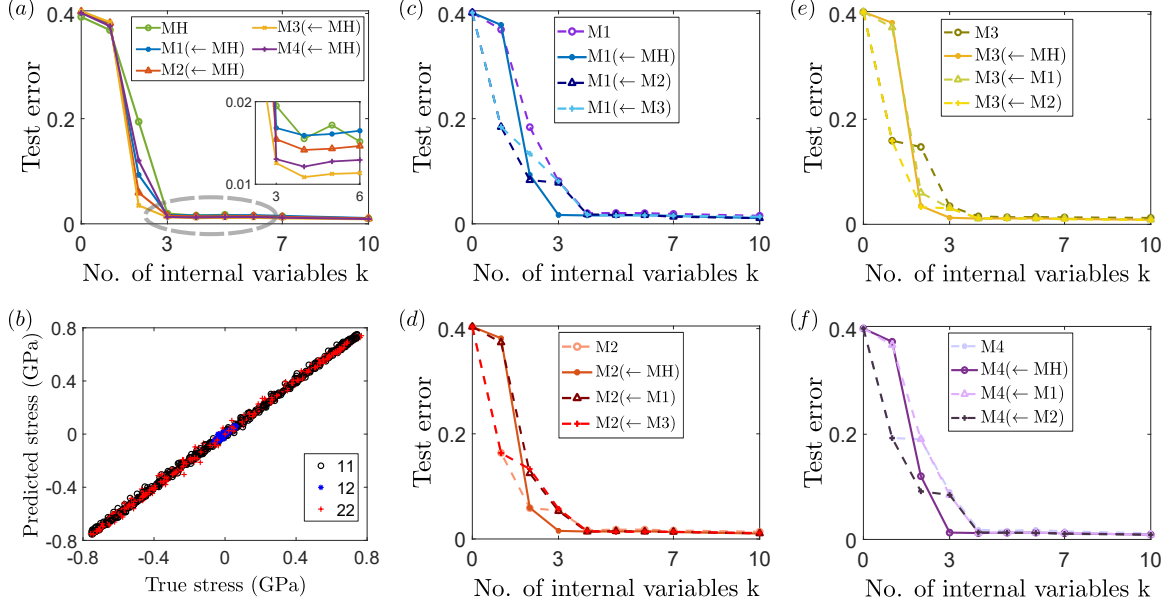 (a)
Test error
0.4
0.2
0
MH
M1(← MH)
M2(← MH)
M3(← MH)
M4(← MH)
0.02
0.01
3
6
0
3
7
10
No. of internal variables k
(c)
Test error
0.4
0.2
0
M1
M1(← MH)
M1(← M2)
M1(← M3)
0
3
7
10
No. of internal variables k
(e)
Test error
0.4
0.2
0
M3
M3(← MH)
M3(← M1)
M3(← M2)
0
3
7
10
No. of internal variables k
(b)
Predicted stress (GPa)
0.8
0.4
0
-0.4
-0.8
11
12
22
-0.8
-0.4
0
0.4
0.8
True stress (GPa)
(d)
Test error
0.4
0.2
0
M2
M2(← MH)
M2(← M1)
M2(← M3)
0
3
7
10
No. of internal variables k
(f)
Test error
0.4
0.2
0
M4
M4(← MH)
M4(← M1)
M4(← M2)
0
3
7
10
No. of internal variables k